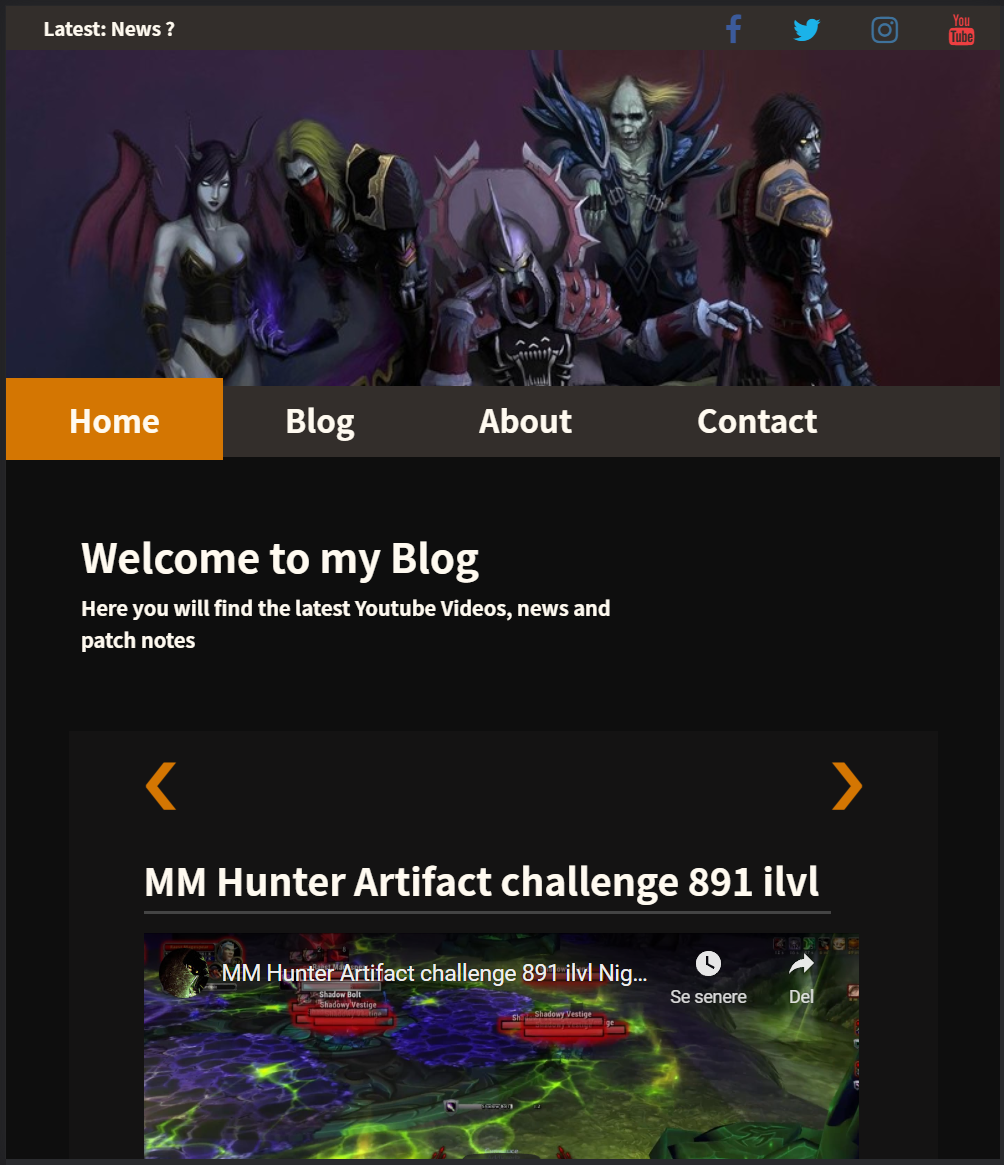 Latest: News ?
You
Tube
Home Blog About Contact
Welcome to my Blog
Here you will find the latest Youtube Videos, news and
patch notes
MM Hunter Artifact challenge 891 ilvl
MM Hunter Artifact challenge 891 ilvl Nig...
Se senere Del
Shadow Bolt
Shadowy Vestige
Shadowy Vestige